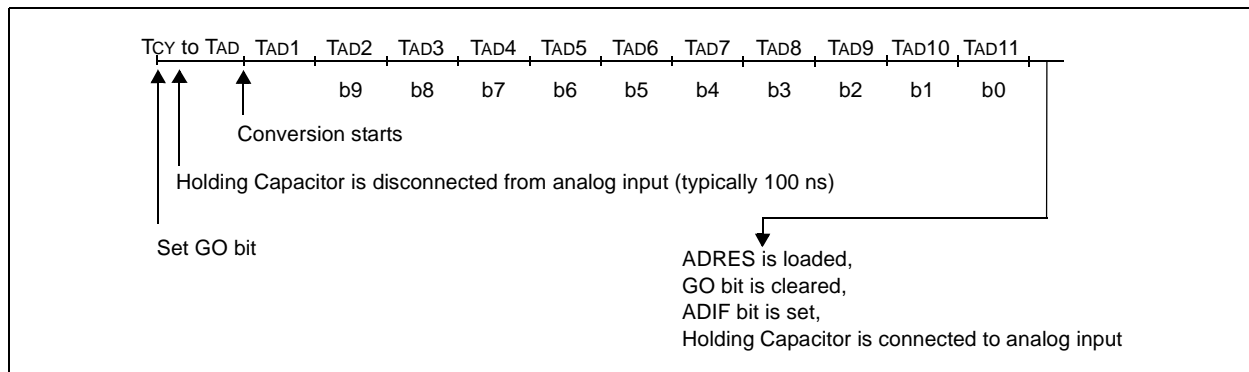 TCY to TAD TAD1 TAD2 TAD3 TAD4 TAD5 TAD6 TAD7 TAD8 TAD9 TAD10 TAD11
b9 b8 b7 b6 b5 b4 b3 b2 b1 b0
Conversion starts
Holding Capacitor is disconnected from analog input (typically 100 ns)
Set GO bit
ADRES is loaded,
GO bit is cleared,
ADIF bit is set,
Holding Capacitor is connected to analog input